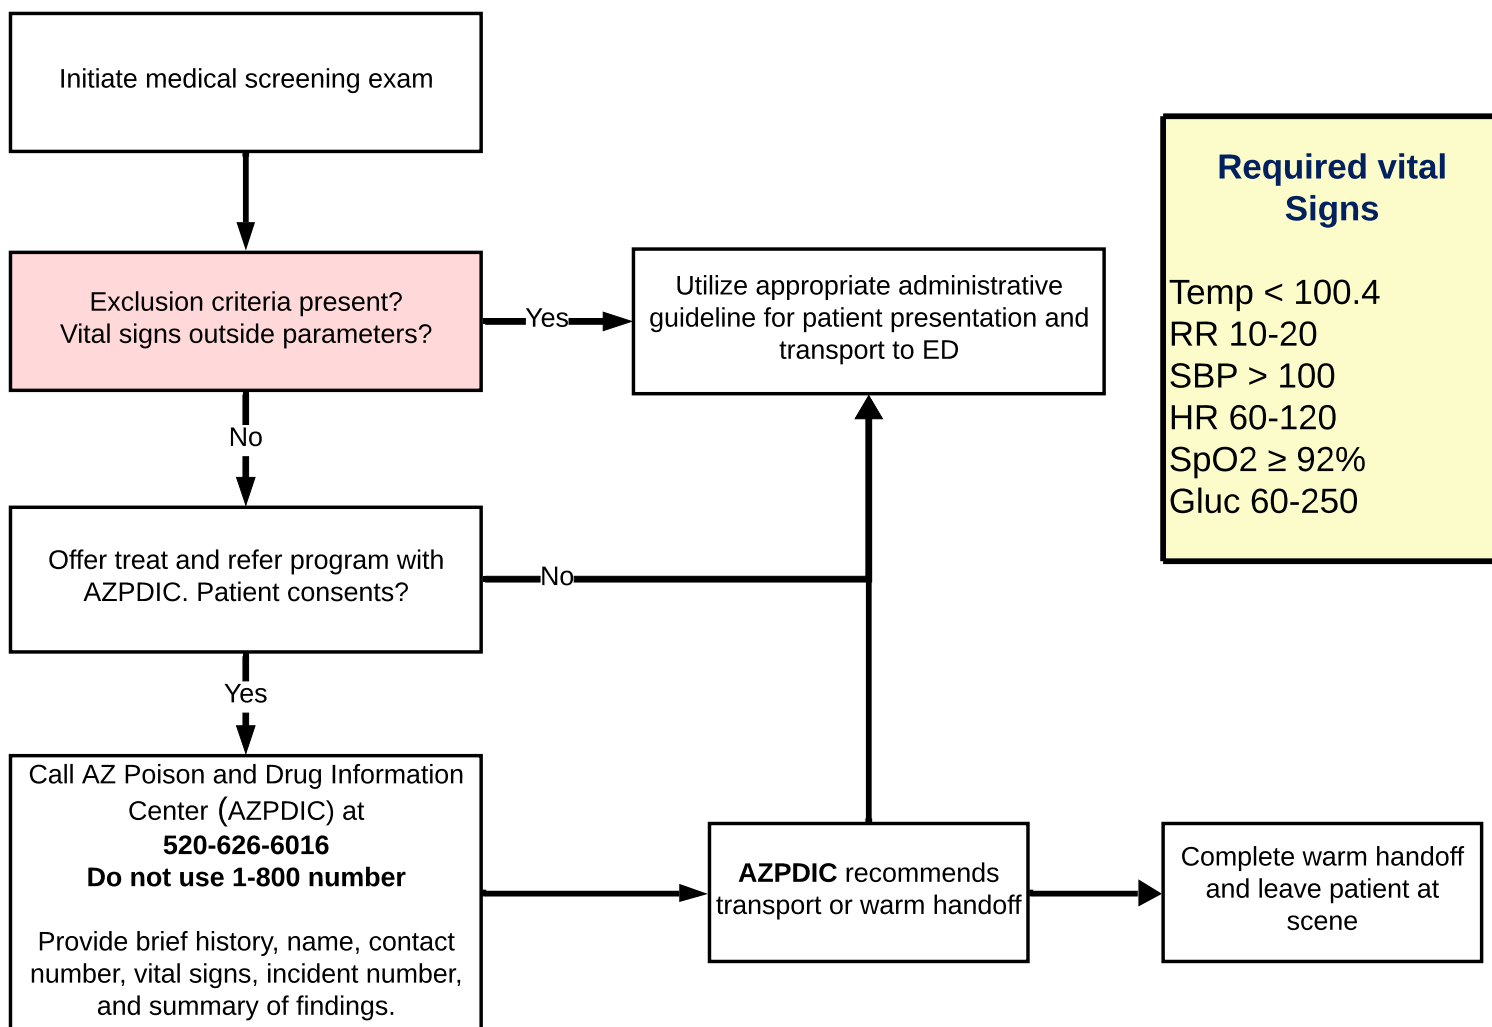 Initiate medical screening exam
Exclusion criteria present?
Vital signs outside parameters?
Yes
Utilize appropriate administrative
guideline for patient presentation and
transport to ED
Required vital
Signs
Temp < 100.4
RR 10-20
SBP > 100
HR 60-120
SpO2 ≥ 92%
Gluc 60-250
No
Offer treat and refer program with
AZPDIC. Patient consents?
No
Yes
Call AZ Poison and Drug Information
Center (AZPDIC) at
520-626-6016
Do not use 1-800 number
Provide brief history, name, contact
number, vital signs, incident number,
and summary of findings.
AZPDIC recommends
transport or warm handoff
Complete warm handoff
and leave patient at
scene